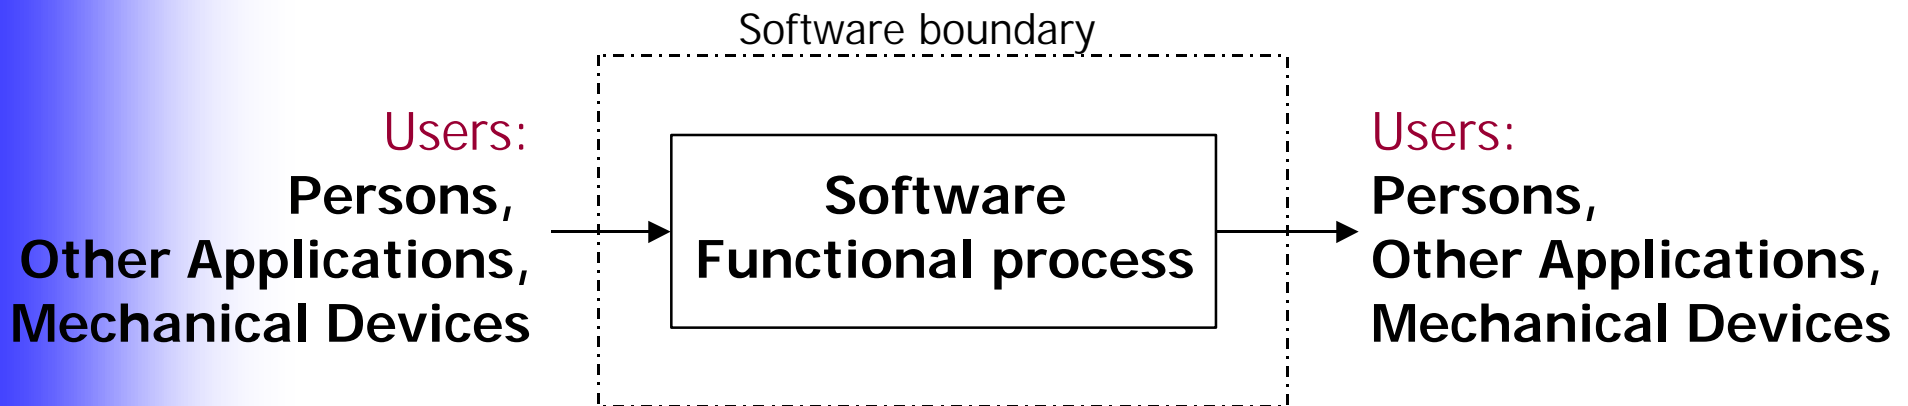 Software boundary
Users:
Persons,
Other Applications,
Mechanical Devices
Software
Functional process
Users:
Persons,
Other Applications,
Mechanical Devices